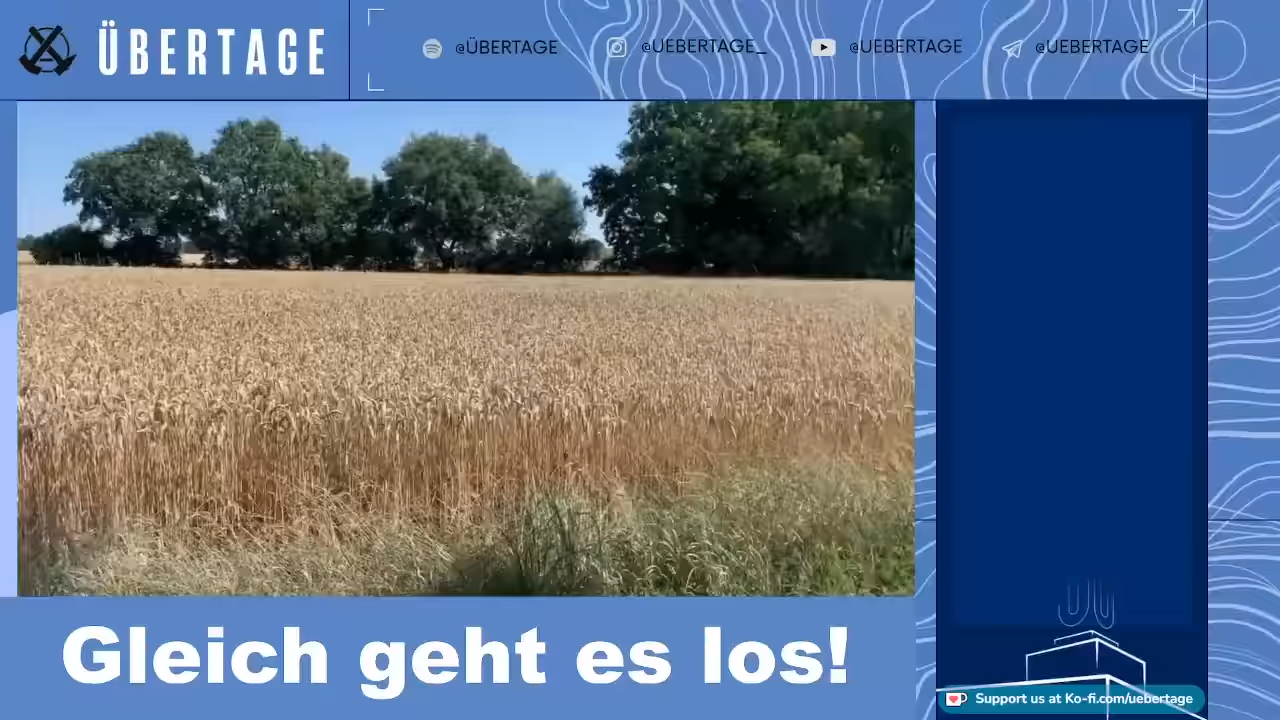 ÜBERTAGE
@ÜBERTAGE
@UEBERTAGE_
@UEBERTAGE
@UEBERTAGE
Gleich geht es los!
Support us at Ko-fi.com/uebertage